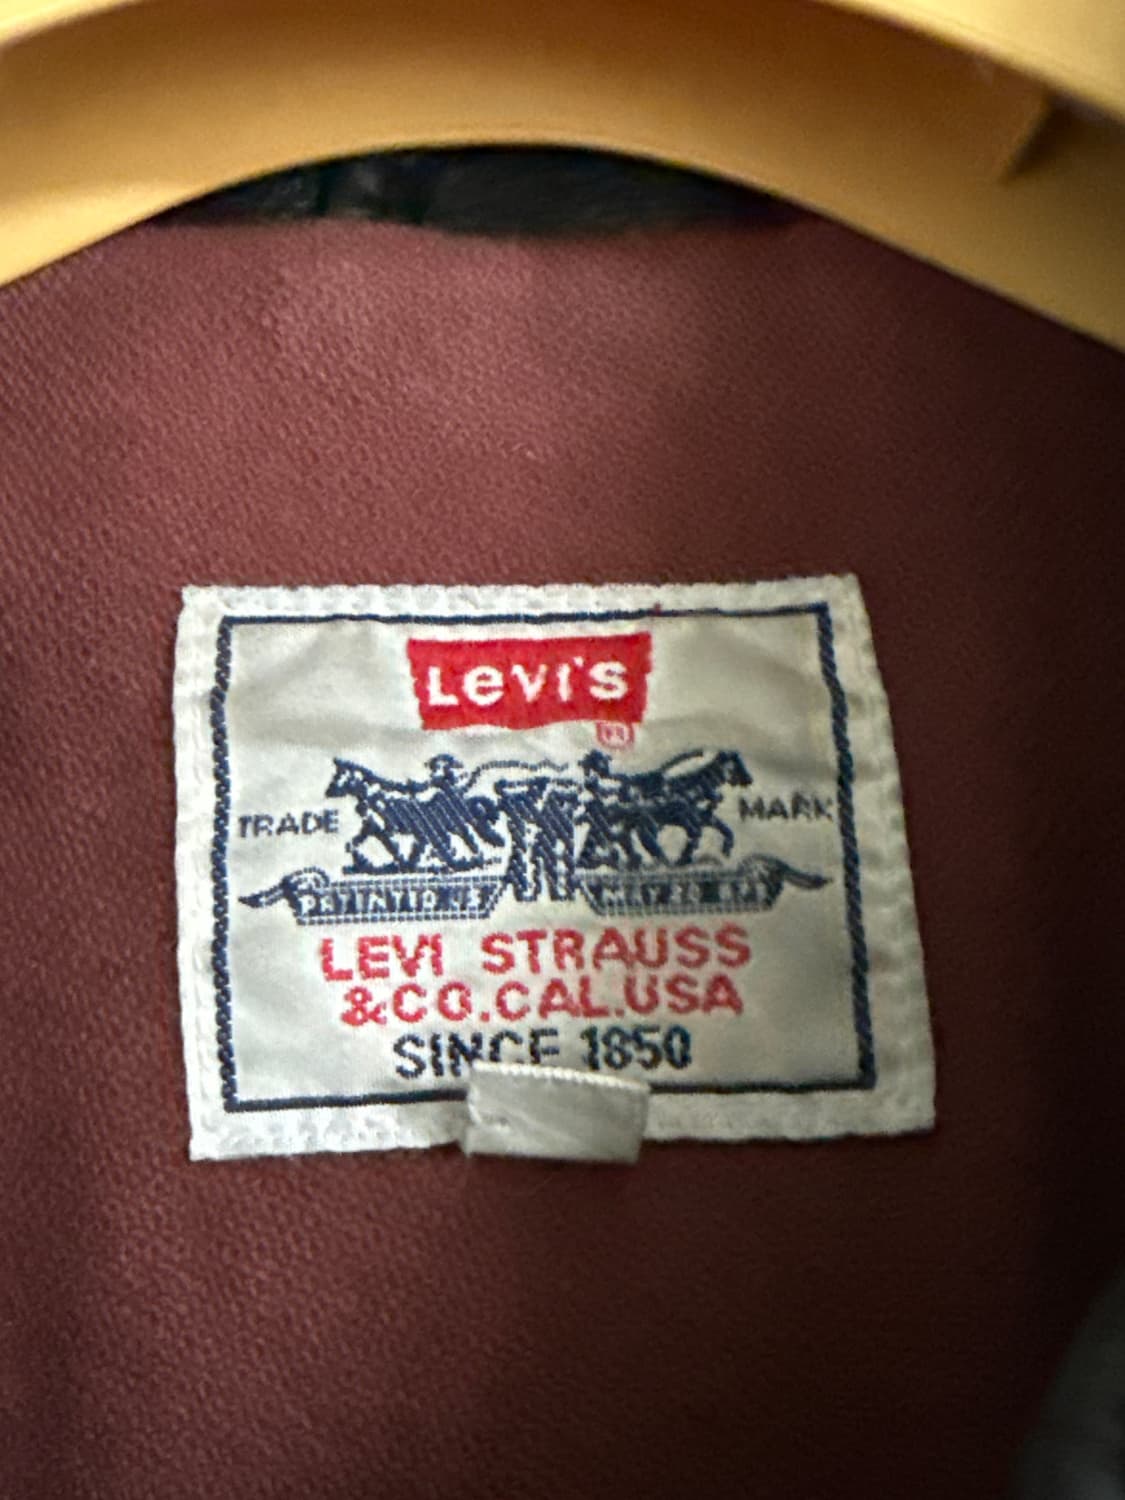 Levi's
TRADE MARK
LEVI STRAUSS
&CO.CAL.USA
SINCE 1850